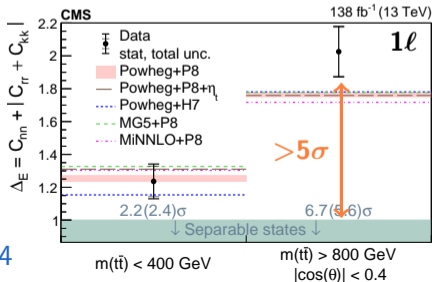 CMS 138 fb⁻¹ (13 TeV)
Δ_E = C_nn + | C_rr + C_kk |
2.2
2
1.8
1.6
1.4
1.2
1
Data
stat, total unc.
Powheg+P8
Powheg+P8+η_t
Powheg+H7
MG5+P8
MiNNLO+P8
1ℓ
>5σ
2.2(2.4)σ 6.7(5.6)σ
↓ Separable states ↓
4
m(tt̄) < 400 GeV
m(tt̄) > 800 GeV
|cos(θ)| < 0.4